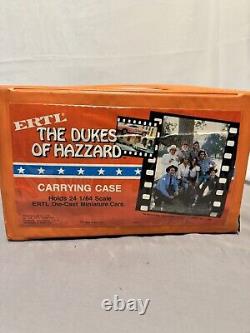 ERTL
THE DUKES
OF HAZZARD
CARRYING CASE
Holds 24 1/64 Scale
ERTL Die-Cast Miniature Cars.